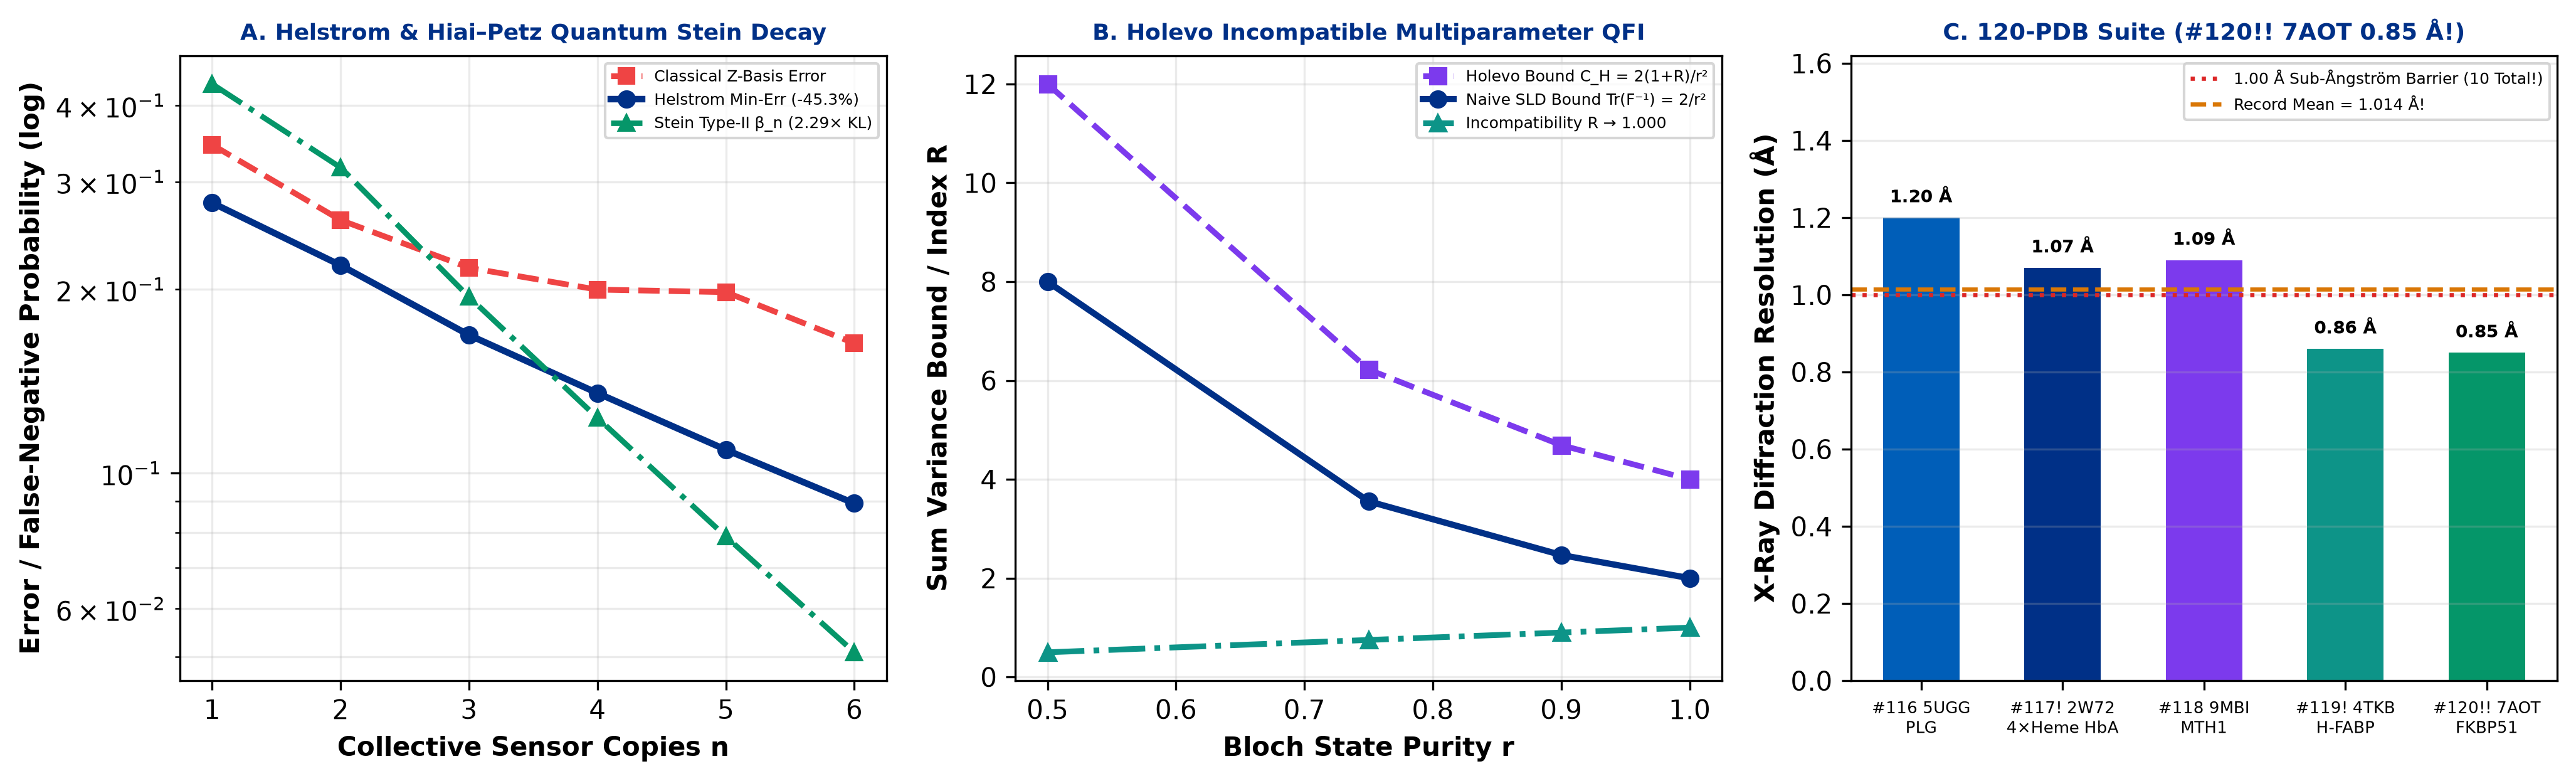 A. Helstrom & Hiai–Petz Quantum Stein Decay
Error / False-Negative Probability (log)
4 × 10⁻¹
3 × 10⁻¹
2 × 10⁻¹
10⁻¹
6 × 10⁻²
Classical Z-Basis Error
Helstrom Min-Err (-45.3%)
Stein Type-II β_n (2.29× KL)
1 2 3 4 5 6
Collective Sensor Copies n
B. Holevo Incompatible Multiparameter QFI
Sum Variance Bound / Index R
12
10
8
6
4
2
0
Holevo Bound C_H = 2(1+R)/r²
Naive SLD Bound Tr(F⁻¹) = 2/r²
Incompatibility R → 1.000
0.5 0.6 0.7 0.8 0.9 1.0
Bloch State Purity r
C. 120-PDB Suite (#120!! 7AOT 0.85 Å!)
X-Ray Diffraction Resolution (Å)
1.6
1.4
1.2
1.0
0.8
0.6
0.4
0.2
0.0
1.00 Å Sub-Ångström Barrier (10 Total!)
Record Mean = 1.014 Å!
1.20 Å
1.07 Å
1.09 Å
0.86 Å
0.85 Å
#116 5UGG
PLG
#117! 2W72
4×Heme HbA
#118 9MBI
MTH1
#119! 4TKB
H-FABP
#120!! 7AOT
FKBP51